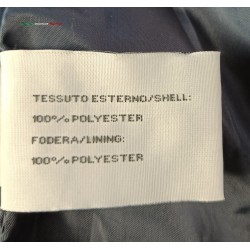 TESSUTO ESTERNO/SHELL:
100% POLYESTER
FODERA/LINING:
100% POLYESTER